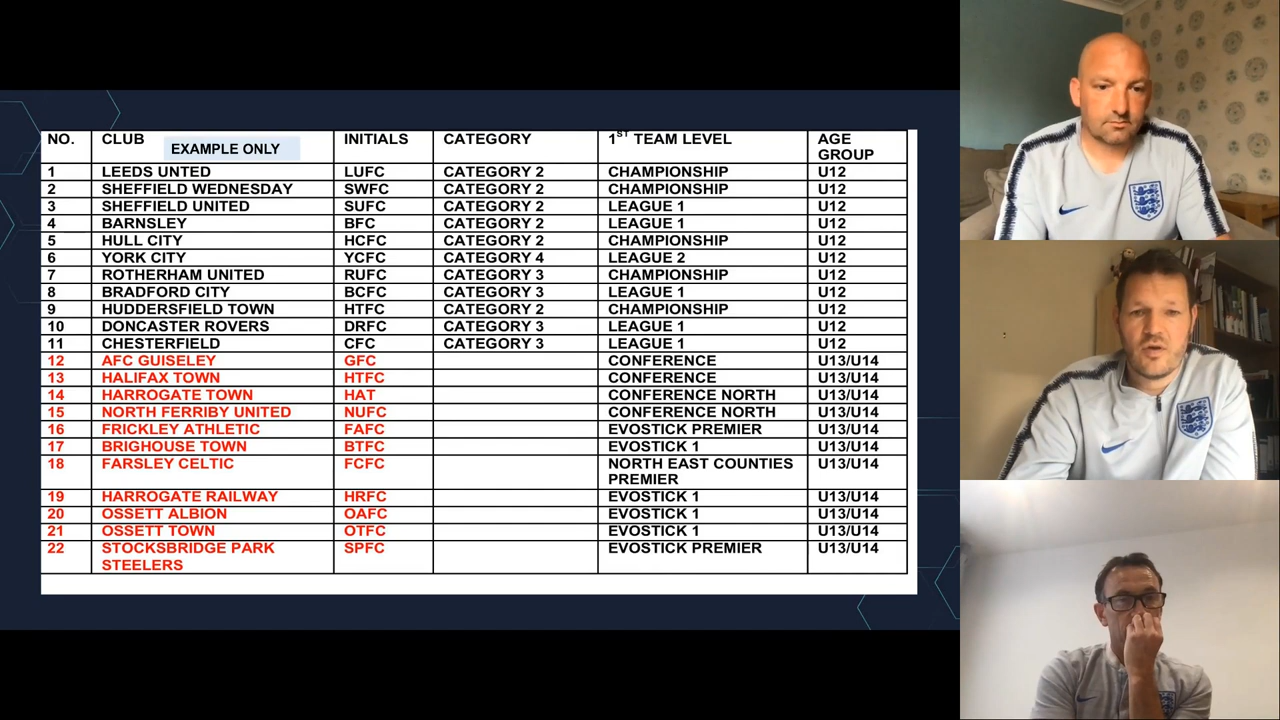 NO. CLUB EXAMPLE ONLY INITIALS CATEGORY 1ST TEAM LEVEL AGE GROUP
1 LEEDS UNTED LUFC CATEGORY 2 CHAMPIONSHIP U12
2 SHEFFIELD WEDNESDAY SWFC CATEGORY 2 CHAMPIONSHIP U12
3 SHEFFIELD UNITED SUFC CATEGORY 2 LEAGUE 1 U12
4 BARNSLEY BFC CATEGORY 2 LEAGUE 1 U12
5 HULL CITY HCFC CATEGORY 2 CHAMPIONSHIP U12
6 YORK CITY YCFC CATEGORY 4 LEAGUE 2 U12
7 ROTHERHAM UNITED RUFC CATEGORY 3 CHAMPIONSHIP U12
8 BRADFORD CITY BCFC CATEGORY 3 LEAGUE 1 U12
9 HUDDERSFIELD TOWN HTFC CATEGORY 2 CHAMPIONSHIP U12
10 DONCASTER ROVERS DRFC CATEGORY 3 LEAGUE 1 U12
11 CHESTERFIELD CFC CATEGORY 3 LEAGUE 1 U12
12 AFC GUISELEY GFC CONFERENCE U13/U14
13 HALIFAX TOWN HTFC CONFERENCE U13/U14
14 HARROGATE TOWN HAT CONFERENCE NORTH U13/U14
15 NORTH FERRIBY UNITED NUFC CONFERENCE NORTH U13/U14
16 FRICKLEY ATHLETIC FAFC EVOSTICK PREMIER U13/U14
17 BRIGHOUSE TOWN BTFC EVOSTICK 1 U13/U14
18 FARSLEY CELTIC FCFC NORTH EAST COUNTIES PREMIER U13/U14
19 HARROGATE RAILWAY HRFC EVOSTICK 1 U13/U14
20 OSSETT ALBION OAFC EVOSTICK 1 U13/U14
21 OSSETT TOWN OTFC EVOSTICK 1 U13/U14
22 STOCKSBRIDGE PARK STEELERS SPFC EVOSTICK PREMIER U13/U14